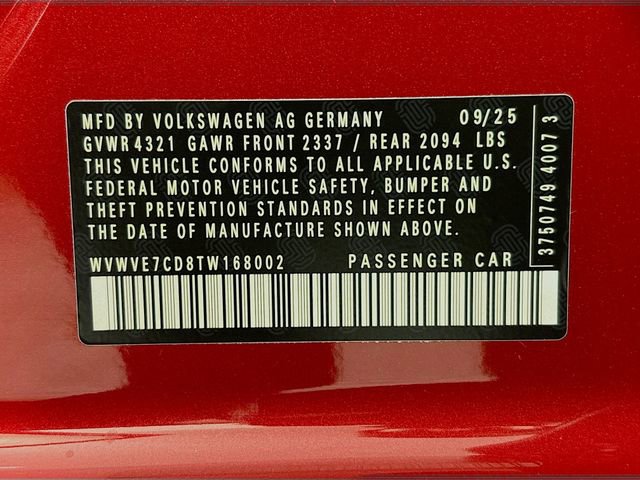 MFD BY VOLKSWAGEN AG GERMANY 09/25
GVWR 4321 GAWR FRONT 2337 / REAR 2094 LBS
THIS VEHICLE CONFORMS TO ALL APPLICABLE U.S.
FEDERAL MOTOR VEHICLE SAFETY, BUMPER AND
THEFT PREVENTION STANDARDS IN EFFECT ON
THE DATE OF MANUFACTURE SHOWN ABOVE.
WVWVE7CD8TW168002 PASSENGER CAR
3750749 4007 3